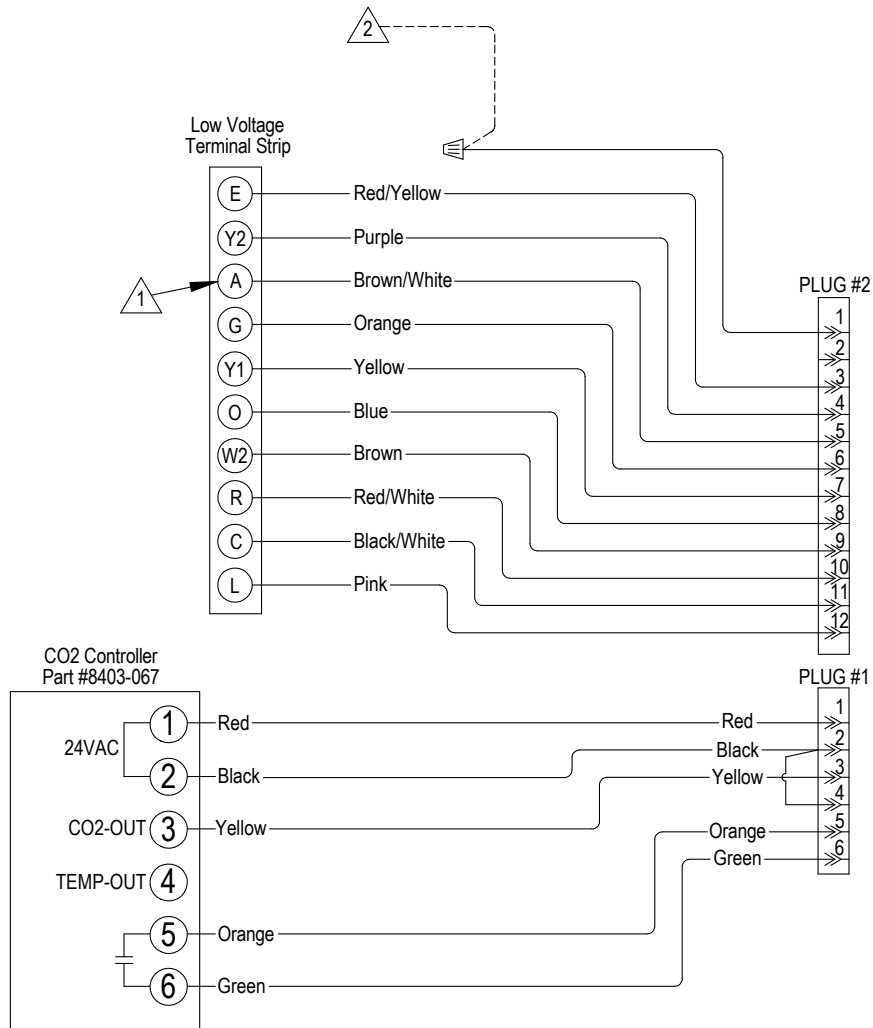 2
Low Voltage
Terminal Strip
E Red/Yellow
Y2 Purple
1
A Brown/White
G Orange
Y1 Yellow
O Blue
W2 Brown
R Red/White
C Black/White
L Pink
PLUG #2
1
2
3
4
5
6
7
8
9
10
11
12
CO2 Controller
Part #8403-067
24VAC
1 Red
2 Black
CO2-OUT 3 Yellow
TEMP-OUT 4
5 Orange
6 Green
PLUG #1
Red 1
Black 2
Yellow 3
4
Orange 5
Green 6